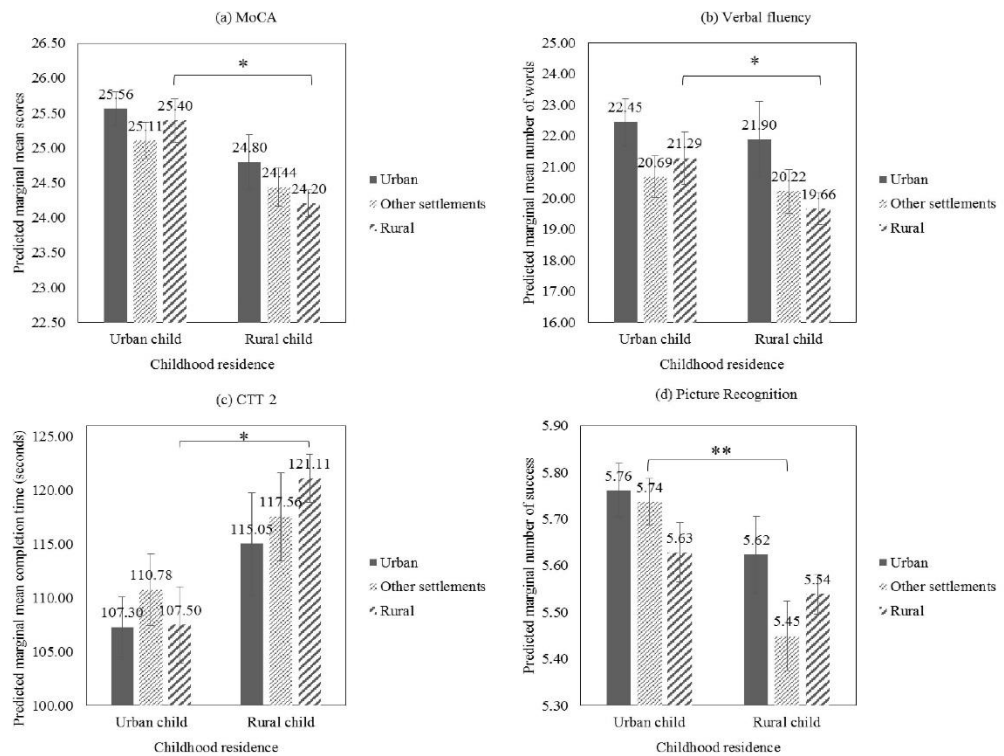 (a) MoCA
Predicted marginal mean scores
26.50
26.00
25.50
25.00
24.50
24.00
23.50
23.00
22.50
25.56
25.11
25.40
24.80
24.44
24.20
*
Urban child
Rural child
Childhood residence
Urban
Other settlements
Rural
(b) Verbal fluency
Predicted marginal mean number of words
25.00
24.00
23.00
22.00
21.00
20.00
19.00
18.00
17.00
16.00
22.45
20.69
21.29
21.90
20.22
19.66
*
Urban child
Rural child
Childhood residence
Urban
Other settlements
Rural
(c) CTT 2
Predicted marginal mean completion time (seconds)
125.00
120.00
115.00
110.00
105.00
100.00
107.30
110.78
107.50
115.05
117.56
121.11
*
Urban child
Rural child
Childhood residence
Urban
Other settlements
Rural
(d) Picture Recognition
Predicted marginal number of success
5.90
5.80
5.70
5.60
5.50
5.40
5.30
5.76
5.74
5.63
5.62
5.45
5.54
**
Urban child
Rural child
Childhood residence
Urban
Other settlements
Rural